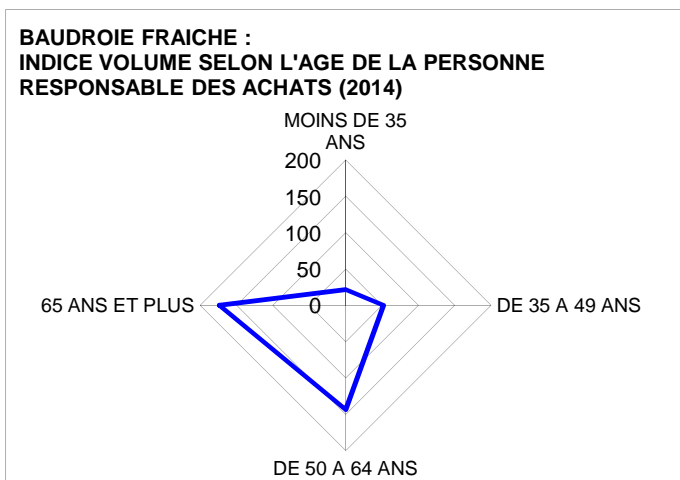 BAUDROIE FRAICHE :
INDICE VOLUME SELON L'AGE DE LA PERSONNE
RESPONSABLE DES ACHATS (2014)
MOINS DE 35
ANS
200
150
100
50
0
65 ANS ET PLUS
DE 35 A 49 ANS
DE 50 A 64 ANS